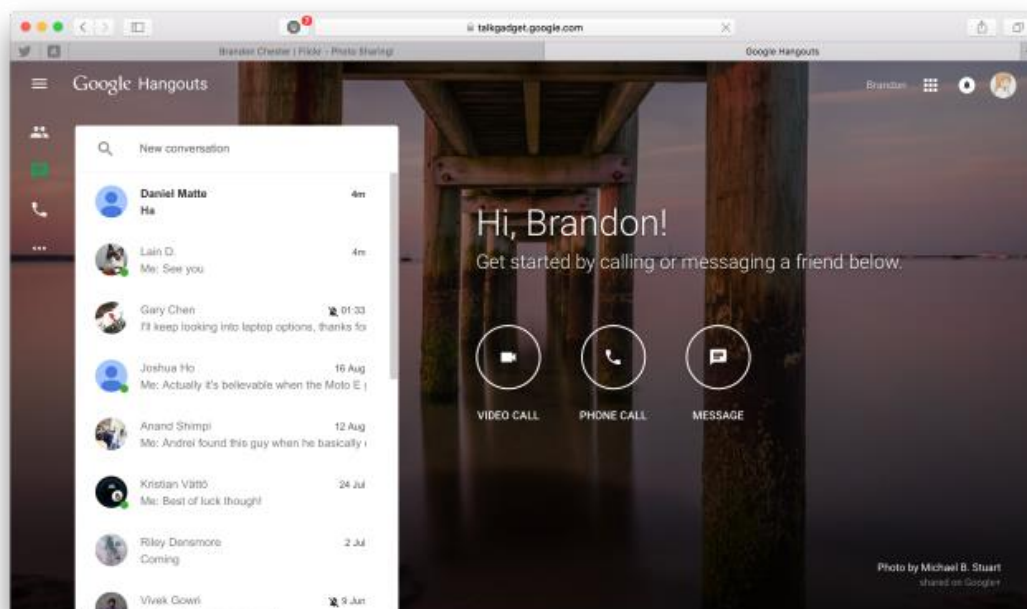 talkgadget.google.com
Brandon Chester | Flickr - Photo Sharing!
Google Hangouts
Google Hangouts
Brandon
New conversation
Daniel Matte 4m
Ha
Lain D. 4m
Me: See you
Gary Chen 01:33
I'll keep looking into laptop options, thanks fo
Joshua Ho 16 Aug
Me: Actually it's believable when the Moto E
Anand Shimpi 12 Aug
Me: Andrei found this guy when he basically
Kristian Vättö 24 Jul
Me: Best of luck though!
Riley Densmore 2 Jul
Coming
Vivek Gowri 9 Jun
Hi, Brandon!
Get started by calling or messaging a friend below.
VIDEO CALL PHONE CALL MESSAGE
Photo by Michael B. Stuart
shared on Google+